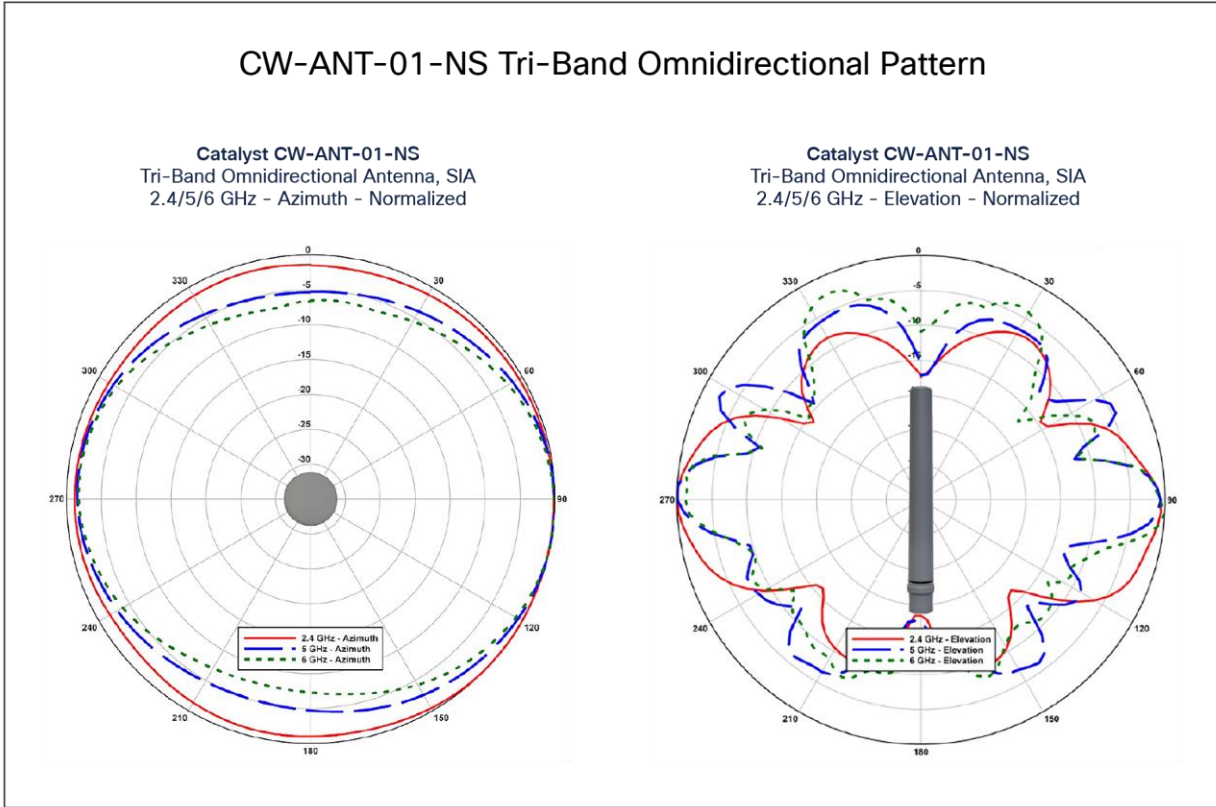 CW-ANT-01-NS Tri-Band Omnidirectional Pattern
Catalyst CW-ANT-01-NS
Tri-Band Omnidirectional Antenna, SIA
2.4/5/6 GHz - Azimuth - Normalized
0
330
30
-5
-10
-15
300
60
-20
-25
-30
270
90
240
120
2.4 GHz - Azimuth
5 GHz - Azimuth
6 GHz - Azimuth
210
150
180
Catalyst CW-ANT-01-NS
Tri-Band Omnidirectional Antenna, SIA
2.4/5/6 GHz - Elevation - Normalized
0
330
30
-5
-10
-15
300
60
270
90
240
120
2.4 GHz - Elevation
5 GHz - Elevation
6 GHz - Elevation
210
150
180